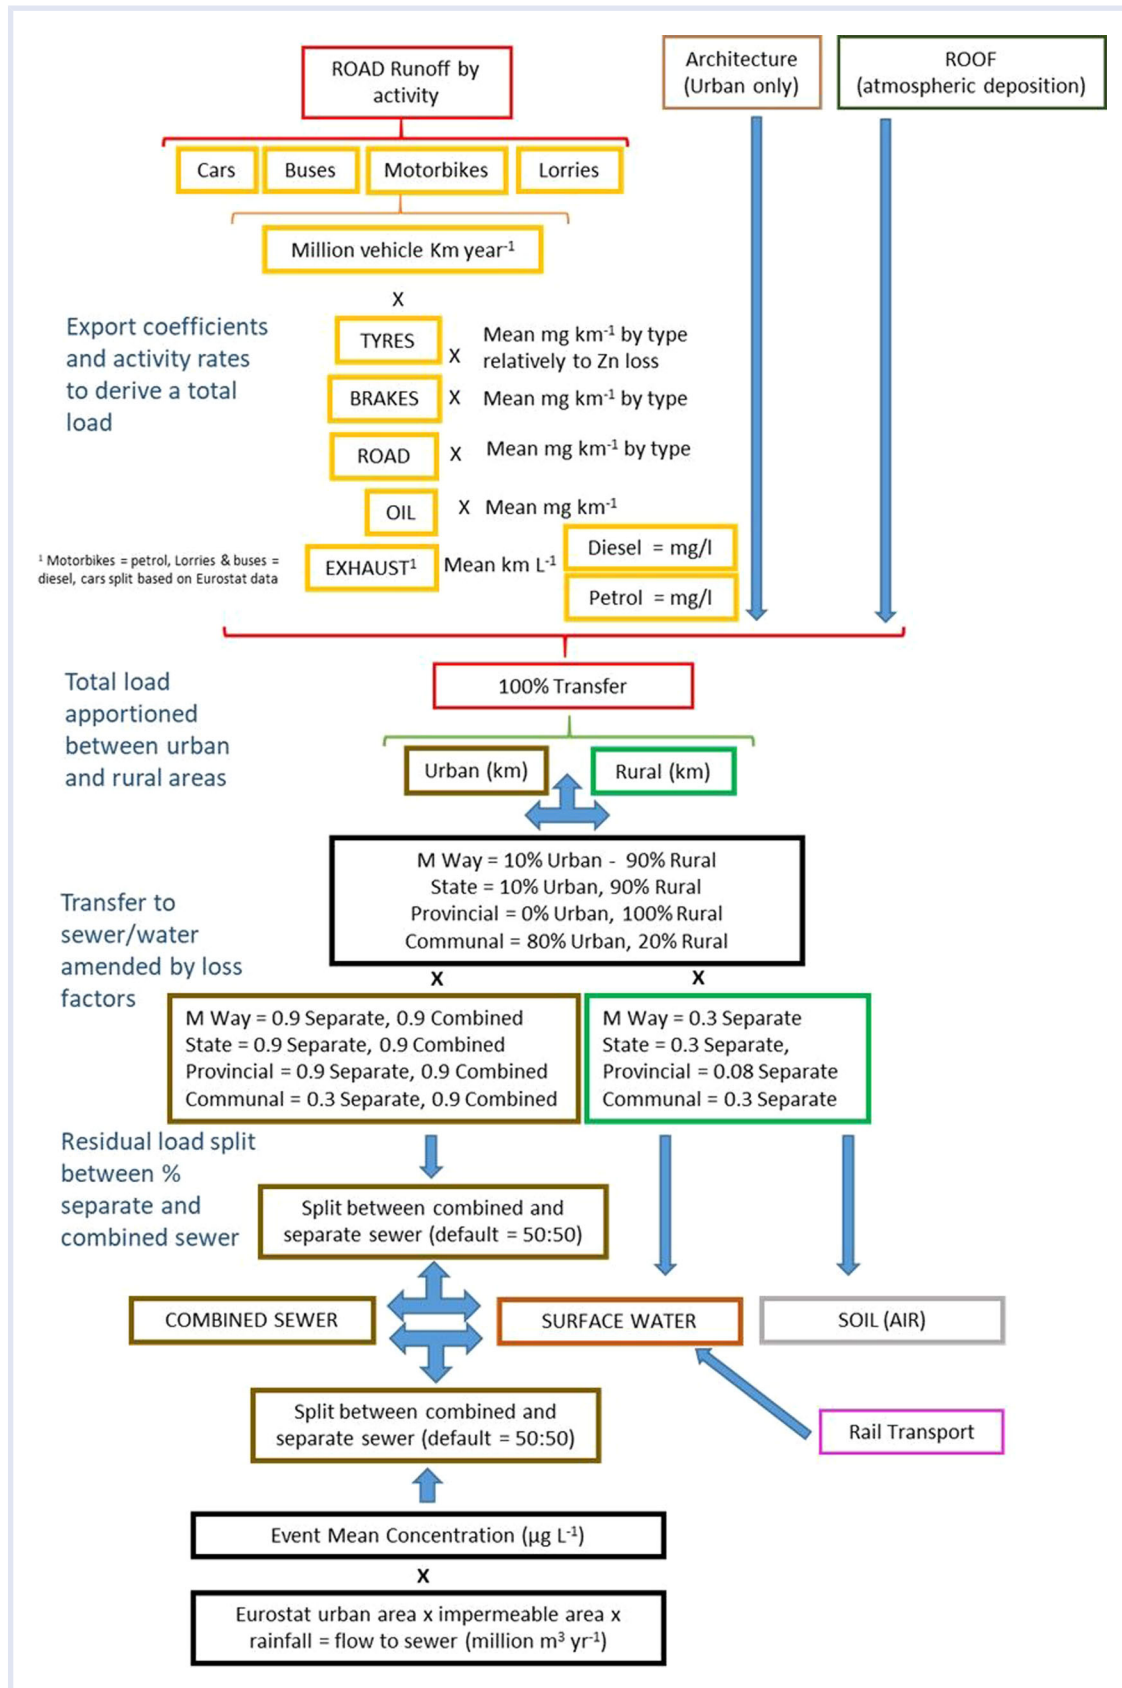 ROAD Runoff by
activity
Architecture
(Urban only)
ROOF
(atmospheric deposition)
Cars
Buses
Motorbikes
Lorries
Million vehicle Km year⁻¹
X
Export coefficients
and activity rates
to derive a total
load
TYRES
X
Mean mg km⁻¹ by type
relatively to Zn loss
BRAKES
X
Mean mg km⁻¹ by type
ROAD
X
Mean mg km⁻¹ by type
OIL
X
Mean mg km⁻¹
¹ Motorbikes = petrol, Lorries & buses =
diesel, cars split based on Eurostat data
EXHAUST¹
Mean km L⁻¹
Diesel = mg/l
Petrol = mg/l
Total load
apportioned
between urban
and rural areas
100% Transfer
Urban (km)
Rural (km)
M Way = 10% Urban - 90% Rural
State = 10% Urban, 90% Rural
Provincial = 0% Urban, 100% Rural
Communal = 80% Urban, 20% Rural
Transfer to
sewer/water
amended by loss
factors
X
X
M Way = 0.9 Separate, 0.9 Combined
State = 0.9 Separate, 0.9 Combined
Provincial = 0.9 Separate, 0.9 Combined
Communal = 0.3 Separate, 0.9 Combined
M Way = 0.3 Separate
State = 0.3 Separate,
Provincial = 0.08 Separate
Communal = 0.3 Separate
Residual load split
between %
separate and
combined sewer
Split between combined and
separate sewer (default = 50:50)
COMBINED SEWER
SURFACE WATER
SOIL (AIR)
Split between combined and
separate sewer (default = 50:50)
Rail Transport
Event Mean Concentration (µg L⁻¹)
X
Eurostat urban area x impermeable area x
rainfall = flow to sewer (million m³ yr⁻¹)